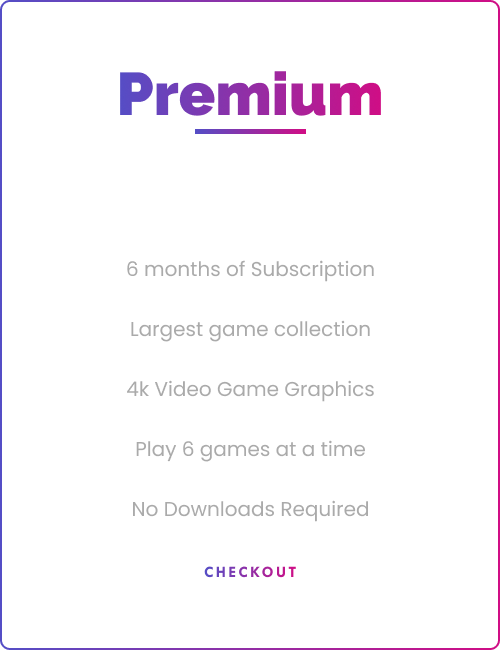 Premium
6 months of Subscription
Largest game collection
4k Video Game Graphics
Play 6 games at a time
No Downloads Required
CHECKOUT